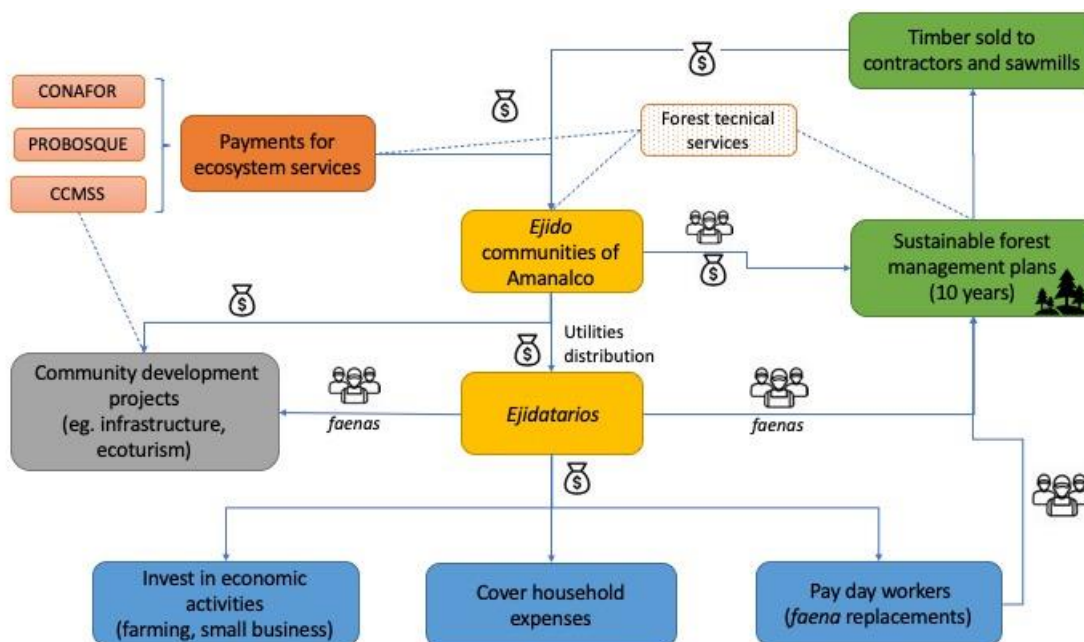 Timber sold to
contractors and sawmills
CONAFOR
PROBOSQUE
CCMSS
Payments for
ecosystem services
Forest tecnical
services
Ejido
communities of
Amanalco
Sustainable forest
management plans
(10 years)
Utilities
distribution
Community development
projects
(eg. infrastructure,
ecoturism)
faenas
Ejidatarios
faenas
Invest in economic
activities
(farming, small business)
Cover household
expenses
Pay day workers
(faena replacements)